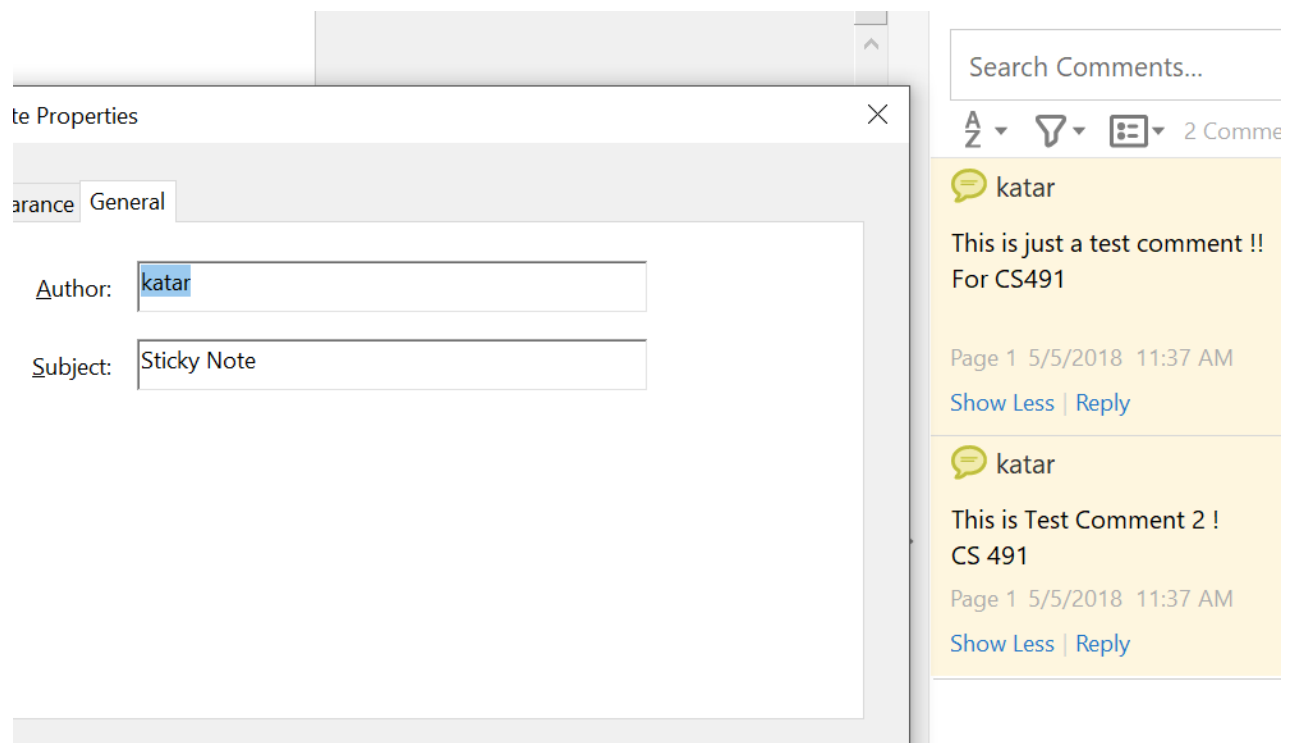 te Properties
arance General
Author: katar
Subject: Sticky Note
Search Comments...
A
Z 2 Comme
katar
This is just a test comment !!
For CS491
Page 1 5/5/2018 11:37 AM
Show Less | Reply
katar
This is Test Comment 2 !
CS 491
Page 1 5/5/2018 11:37 AM
Show Less | Reply